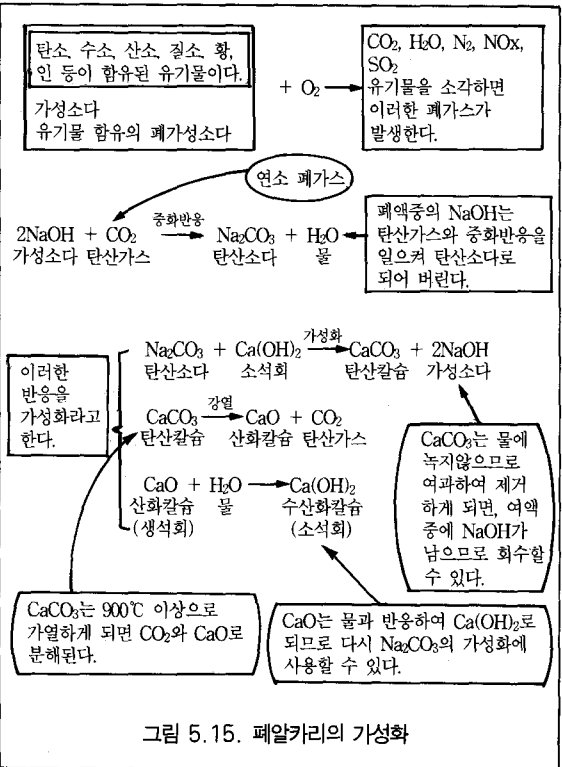 탄소, 수소, 산소, 질소, 황,
인 등이 함유된 유기물이다.
가성소다
유기물 함유의 폐가성소다
+ O₂
CO₂, H₂O, N₂, NOx,
SO₂
유기물을 소각하면
이러한 폐가스가
발생한다.
연소 폐가스
중화반응
2NaOH + CO₂ → Na₂CO₃ + H₂O
가성소다 탄산가스 탄산소다 물
폐액중의 NaOH는
탄산가스와 중화반응을
일으켜 탄산소다로
되어 버린다.
이러한
반응을
가성화라고
한다.
가성화
Na₂CO₃ + Ca(OH)₂ → CaCO₃ + 2NaOH
탄산소다 소석회 탄산칼슘 가성소다
강열
CaCO₃ → CaO + CO₂
탄산칼슘 산화칼슘 탄산가스
CaO + H₂O → Ca(OH)₂
산화칼슘 물 수산화칼슘
(생석회) (소석회)
CaCO₃는 물에
녹지않으므로
여과하여 제거
하게 되면, 여액
중에 NaOH가
남으므로 회수할
수 있다.
CaCO₃는 900℃ 이상으로
가열하게 되면 CO₂와 CaO로
분해된다.
CaO는 물과 반응하여 Ca(OH)₂로
되므로 다시 Na₂CO₃의 가성화에
사용할 수 있다.
그림 5.15. 폐알카리의 가성화